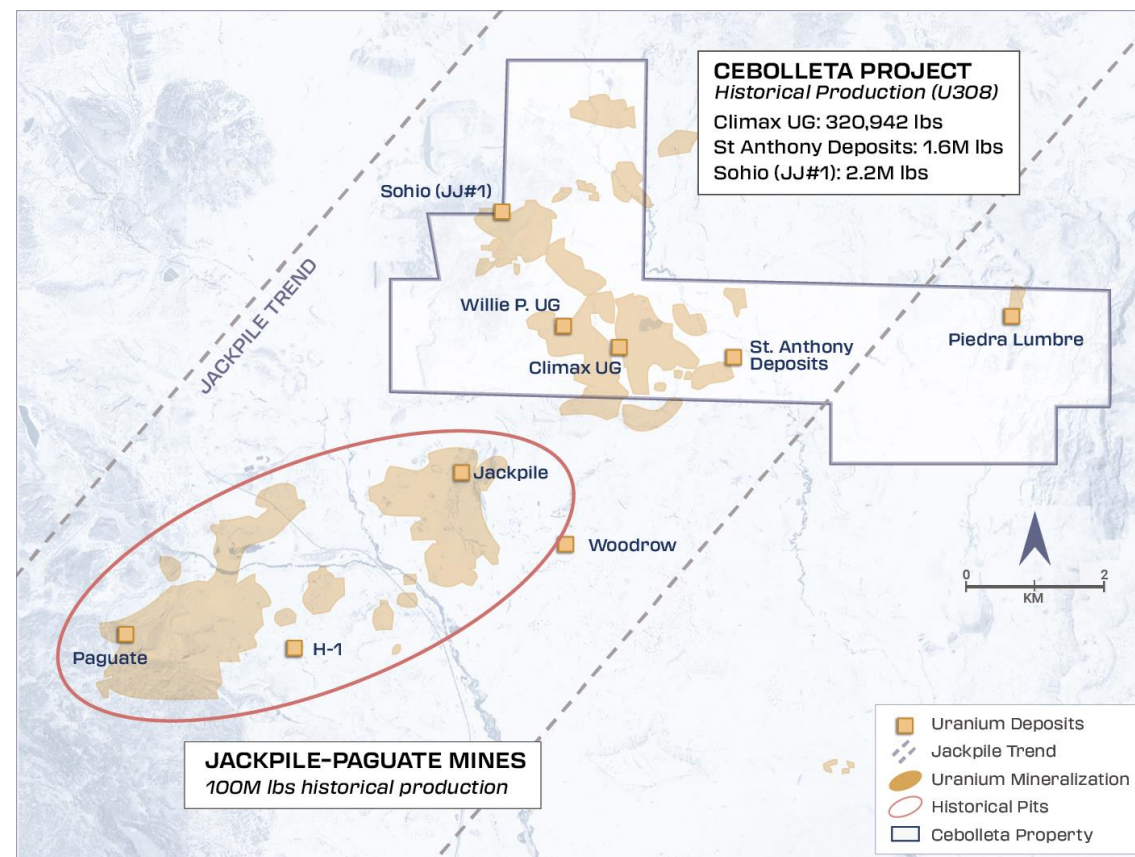 CEBOLLETA PROJECT
Historical Production (U308)
Climax UG: 320,942 lbs
St Anthony Deposits: 1.6M lbs
Sohio (JJ#1): 2.2M lbs
Sohio (JJ#1)
JACKPILE TREND
Willie P. UG
Climax UG
St. Anthony
Deposits
Piedra Lumbre
Jackpile
Woodrow
Paguate
H-1
0 2
KM
JACKPILE-PAGUATE MINES
100M lbs historical production
Uranium Deposits
Jackpile Trend
Uranium Mineralization
Historical Pits
Cebolleta Property